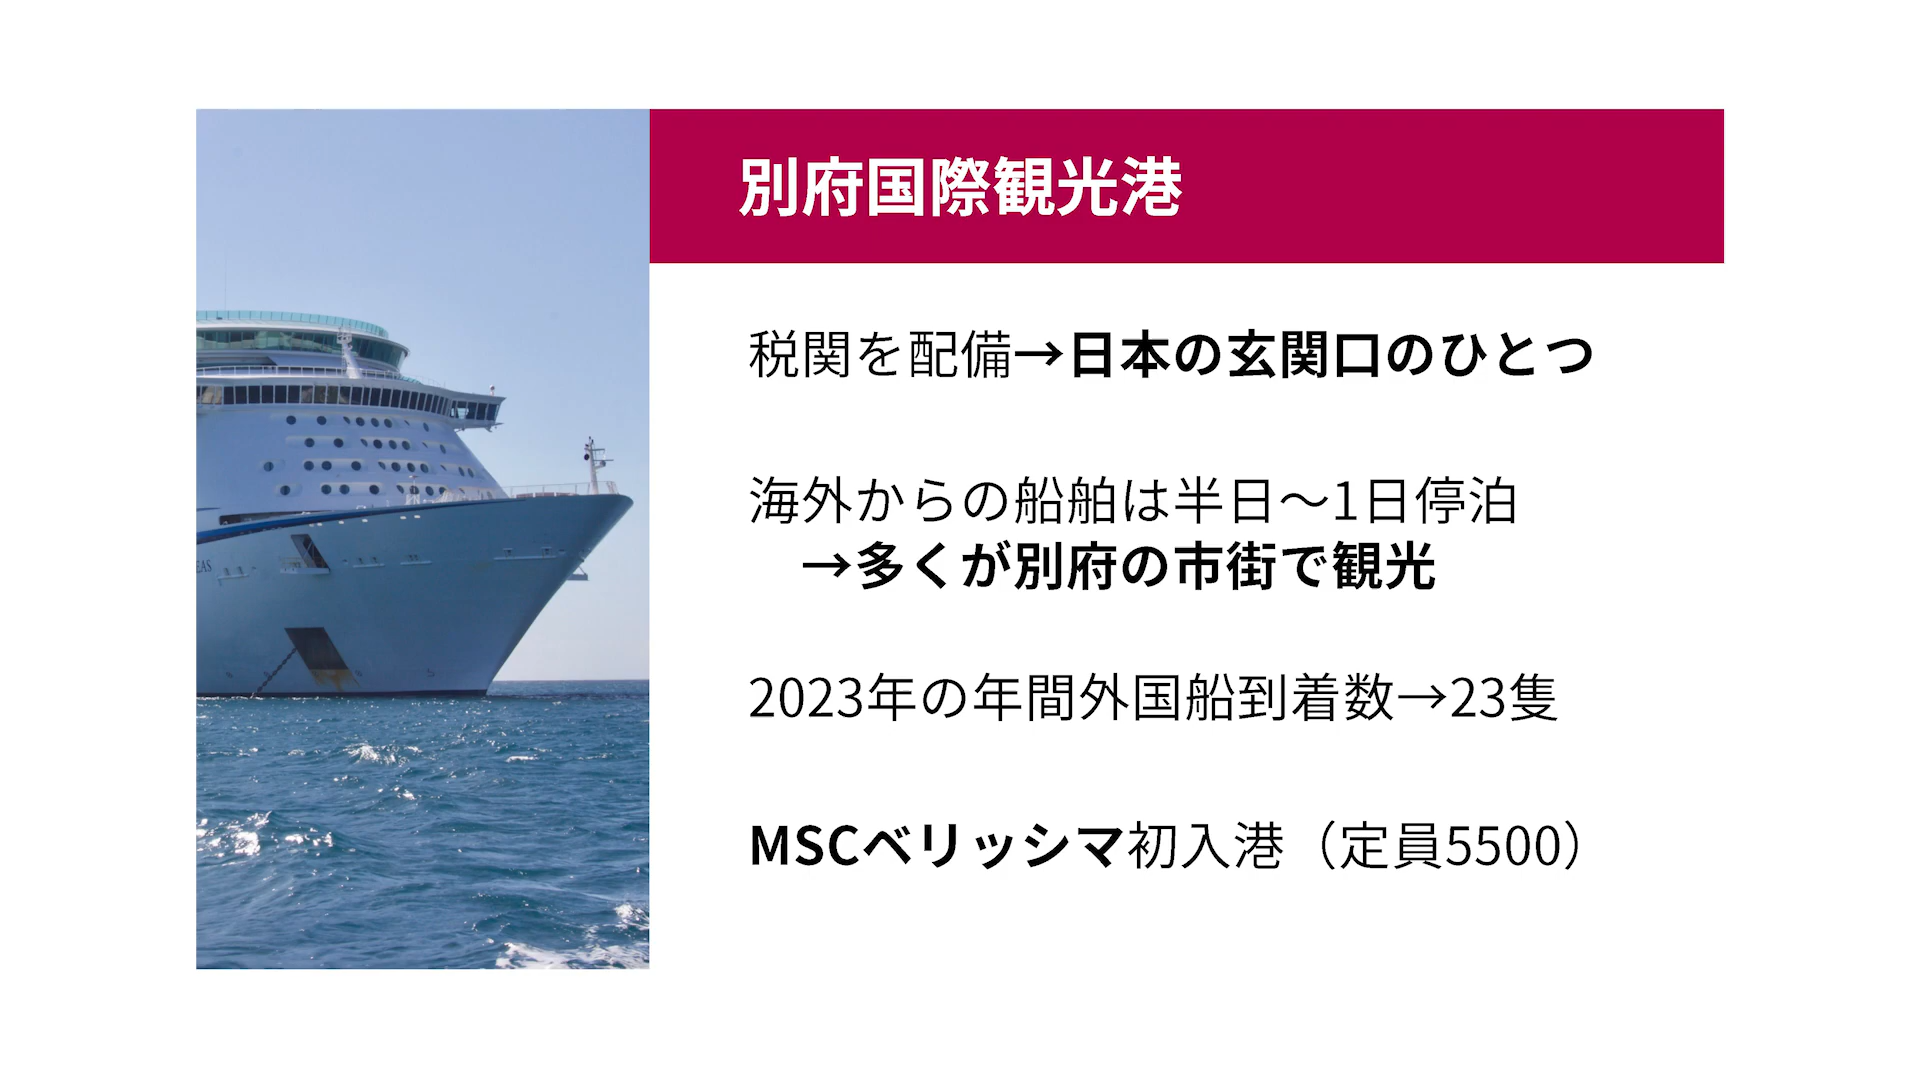 別府国際観光港
税関を配備→日本の玄関口のひとつ
海外からの船舶は半日～1日停泊
→多くが別府の市街で観光
2023年の年間外国船到着数→23隻
MSCベリッシマ初入港（定員5500）
EAS